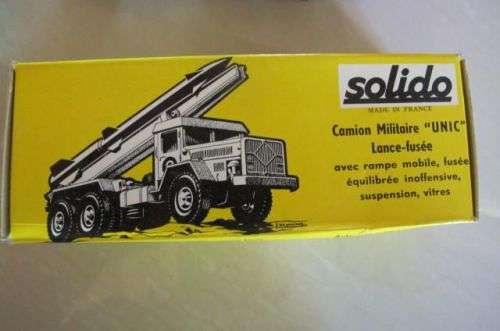 solido
MADE IN FRANCE
Camion Militaire "UNIC"
Lance-fusée
avec rampe mobile, fusée
équilibrée inoffensive,
suspension, vitres